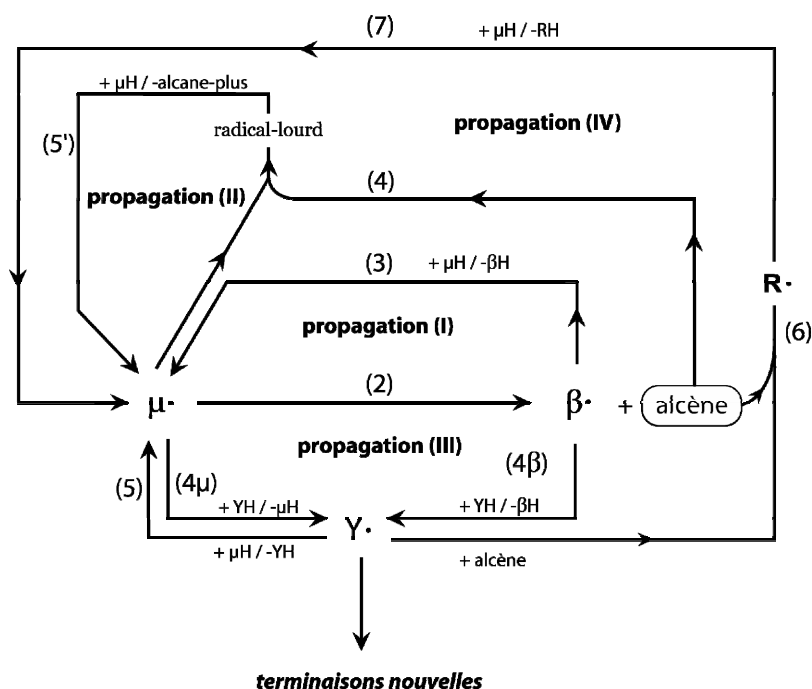 (7)
+ μH / -RH
+ μH / -alcane-plus
radical-lourd
propagation (IV)
(5')
propagation (II)
(4)
(3)
+ μH / -βH
R·
propagation (I)
(6)
(2)
μ·
β· + alcène
propagation (III)
(5)
(4μ)
(4β)
+ YH / -μH
+ YH / -βH
Y·
+ μH / -YH
+ alcène
terminaisons nouvelles